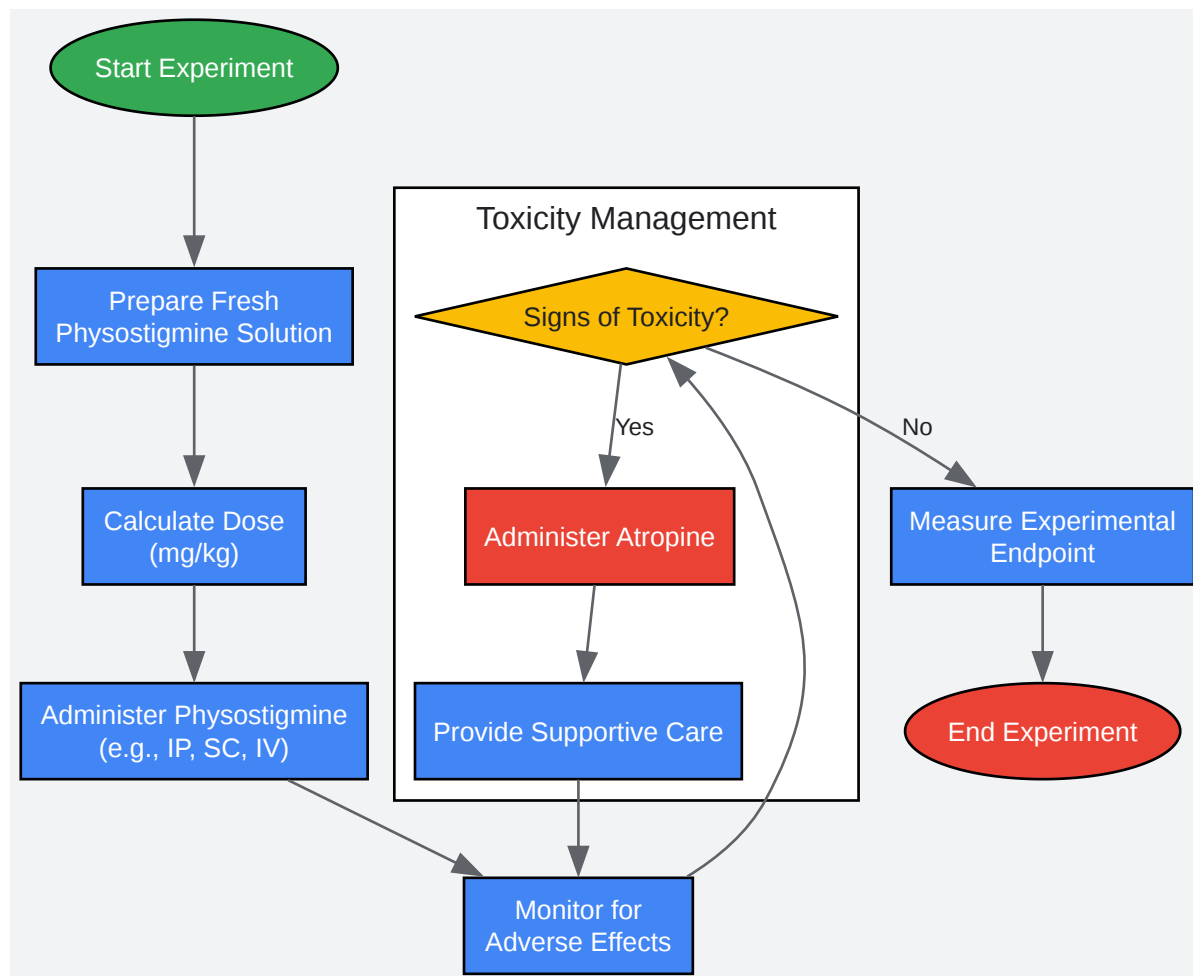 Start Experiment
Prepare Fresh
Physostigmine Solution
Calculate Dose
(mg/kg)
Administer Physostigmine
(e.g., IP, SC, IV)
Toxicity Management
Signs of Toxicity?
Yes
No
Administer Atropine
Provide Supportive Care
Monitor for
Adverse Effects
Measure Experimental
Endpoint
End Experiment